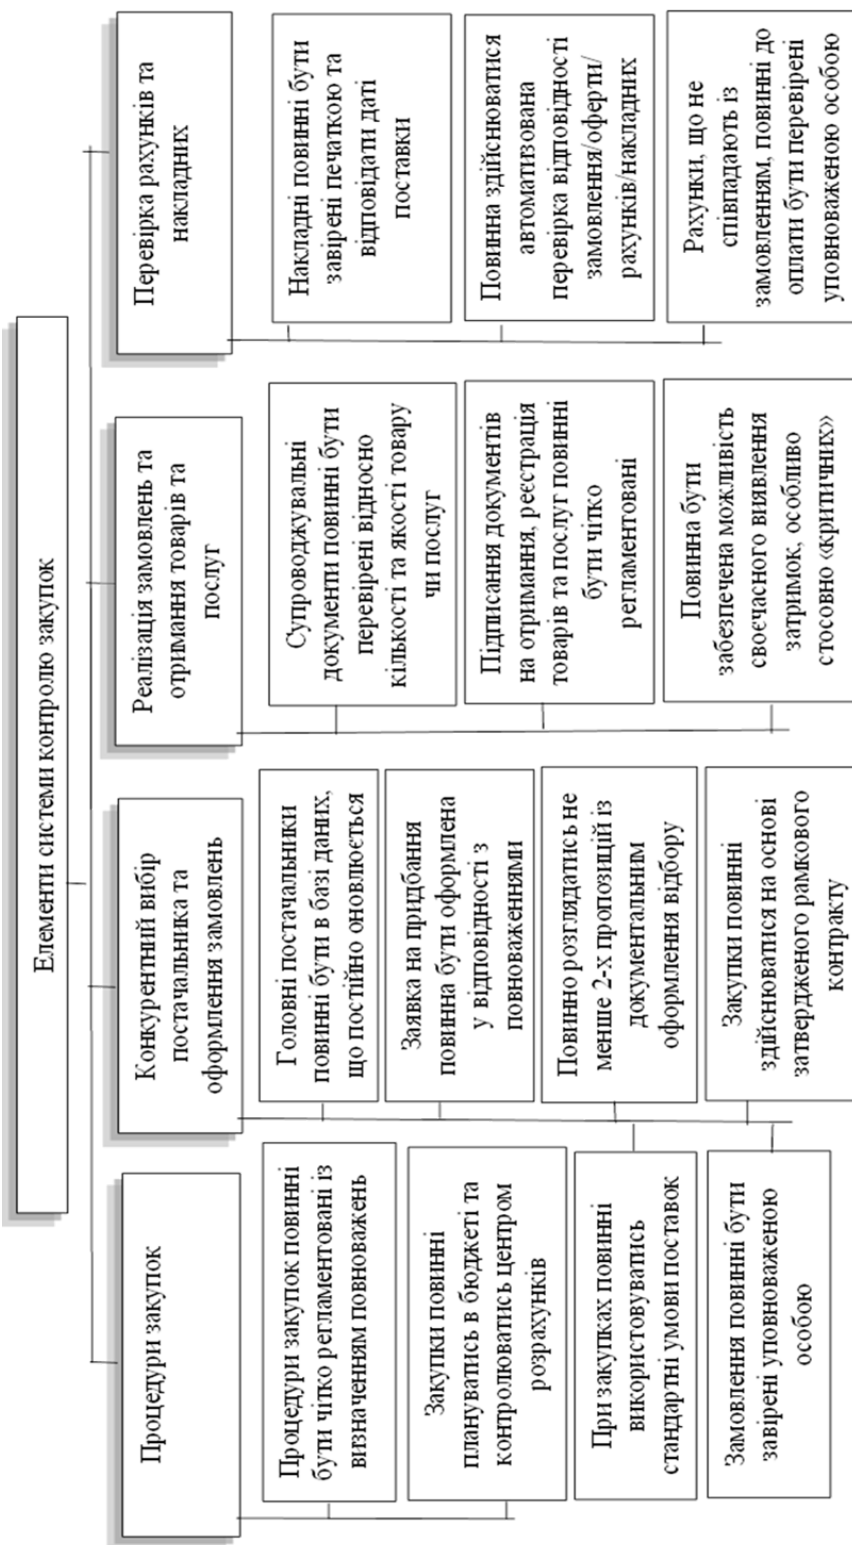 Елементи системи контролю закупок
Процедури закупок
Процедури закупок повинні
бути чітко регламентовані із
визначенням повноважень
Закупки повинні
плануватись в бюджеті та
контролюватись центром
розрахунків
При закупках повинні
використовуватись
стандартні умови поставок
Замовлення повинні бути
завірені уповноваженою
особою
Конкурентний вибір
постачальника та
оформлення замовлень
Головні постачальники
повинні бути в базі даних,
що постійно оновлюється
Заявка на придбання
повинна бути оформлена
у відповідності з
повноваженнями
Повинно розглядатись не
менше 2-х пропозицій із
документальним
оформлення відбору
Закупки повинні
здійснюватися на основі
затвердженого рамкового
контракту
Реалізація замовлень та
отримання товарів та
послуг
Супроводжувальні
документи повинні бути
перевірені відносно
кількості та якості товару
чи послуг
Підписання документів
на отримання, реєстрація
товарів та послуг повинні
бути чітко
регламентовані
Повинна бути
забезпечена можливість
своєчасного виявлення
затримок, особливо
стосовно «критичних»
Перевірка рахунків та
накладних
Накладні повинні бути
завірені печаткою та
відповідати даті
поставки
Повинна здійснюватися
автоматизована
перевірка відповідності
замовлення/оферти/
рахунків/накладних
Рахунки, що не
співпадають із
замовленням, повинні до
оплати бути перевірені
уповноваженою особою